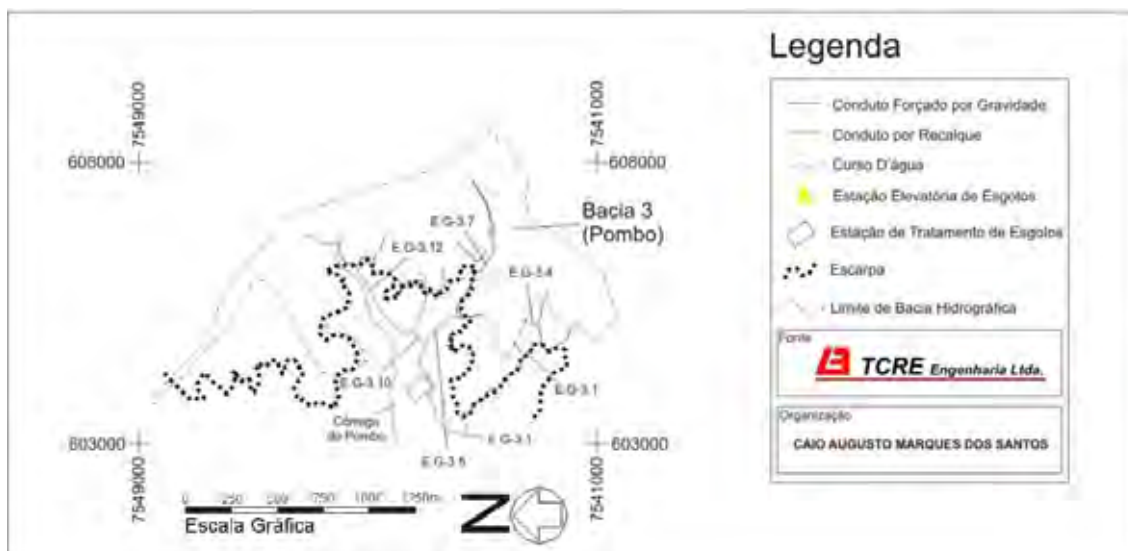 7549000
7541000
608000
608000
Bacia 3
(Pombo)
E.G-3.7
E.G-3.12
E.G-3.4
E.G-3.10
E.G-3.1
Córrego
do Pombo
E.G-3.1
603000
603000
7549000
7541000
0 250 500 750 1000 1250m
Escala Gráfica
N
Legenda
Conduto Forçado por Gravidade
Conduto por Recalque
Curso D'água
Estação Elevatória de Esgotos
Estação de Tratamento de Esgotos
Escarpa
Limite de Bacia Hidrográfica
Fonte
TCRE Engenharia Ltda.
Organização
CAIO AUGUSTO MARQUES DOS SANTOS